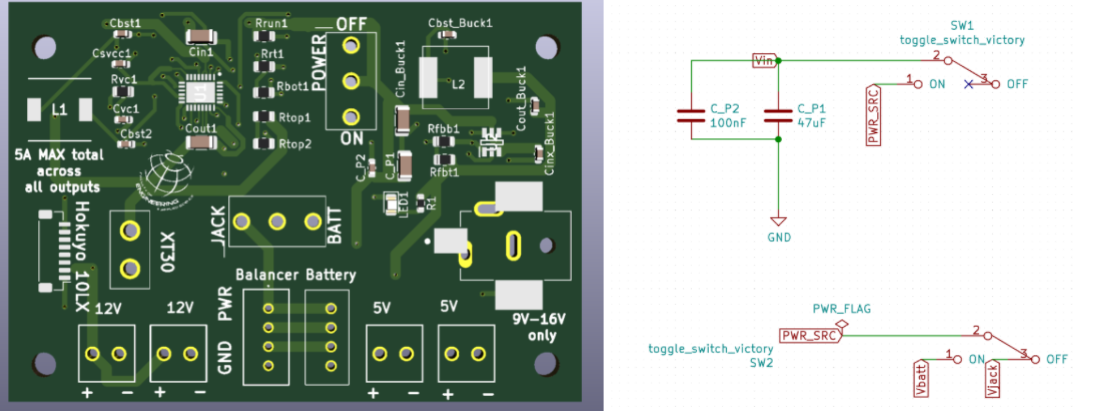 Cbst1
Csvcc1
Rvc1
Cvc1
Cbst2
Cin1
U1
Cout1
Rrun1
Rrt1
Rbot1
Rtop1
Rtop2
OFF
POWER
ON
Cbst_Buck1
Cin_Buck1
L2
Cout_Buck1
Cinx_Buck1
Rfbb1
Rfbt1
C_P2
C_P1
LED1
R1
L1
5A MAX total
across
all outputs
ENGINEERING
Hokuyo 10LX
XT30
JACK
BATT
Balancer Battery
PWR
GND
12V
12V
5V
5V
9V-16V
only
+ -
+ -
+ -
+ -
SW1
toggle_switch_victory
Vin
2
1
ON
3
OFF
PWR_SRC
C_P2
100nF
C_P1
47uF
GND
PWR_FLAG
PWR_SRC
2
toggle_switch_victory
SW2
1
ON
3
OFF
Vbatt
Vjack